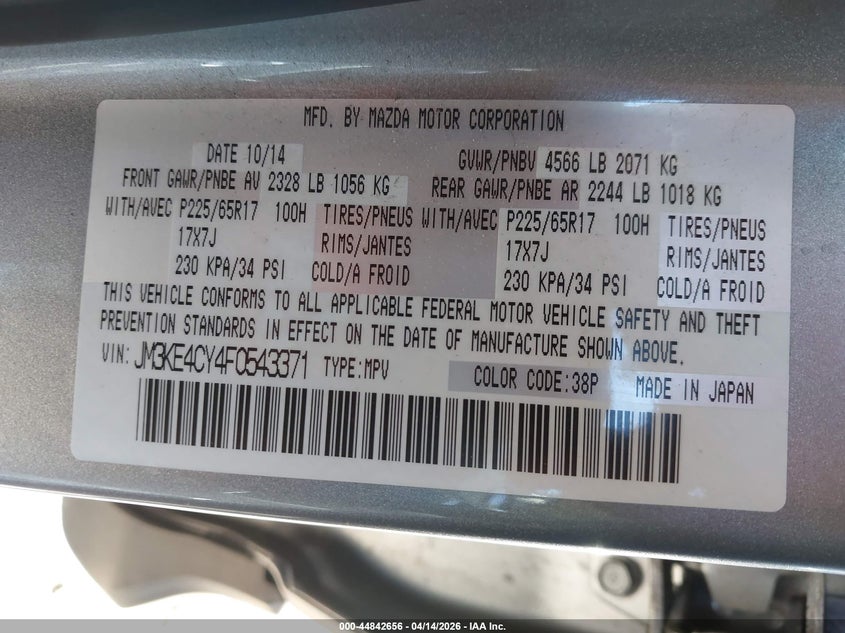 MFD. BY MAZDA MOTOR CORPORATION
DATE 10/14 GVWR/PNBV 4566 LB 2071 KG
FRONT GAWR/PNBE AV 2328 LB 1056 KG REAR GAWR/PNBE AR 2244 LB 1018 KG
WITH/AVEC P225/65R17 100H TIRES/PNEUS WITH/AVEC P225/65R17 100H TIRES/PNEUS
17X7J RIMS/JANTES 17X7J RIMS/JANTES
230 KPA/34 PSI COLD/A FROID 230 KPA/34 PSI COLD/A FROID
THIS VEHICLE CONFORMS TO ALL APPLICABLE FEDERAL MOTOR VEHICLE SAFETY AND THEFT
PREVENTION STANDARDS IN EFFECT ON THE DATE OF MANUFACTURE SHOWN ABOVE.
VIN: JM3KE4CY4F0543371 TYPE:MPV COLOR CODE:38P MADE IN JAPAN
000-44842656 - 04/14/2026 - IAA Inc.